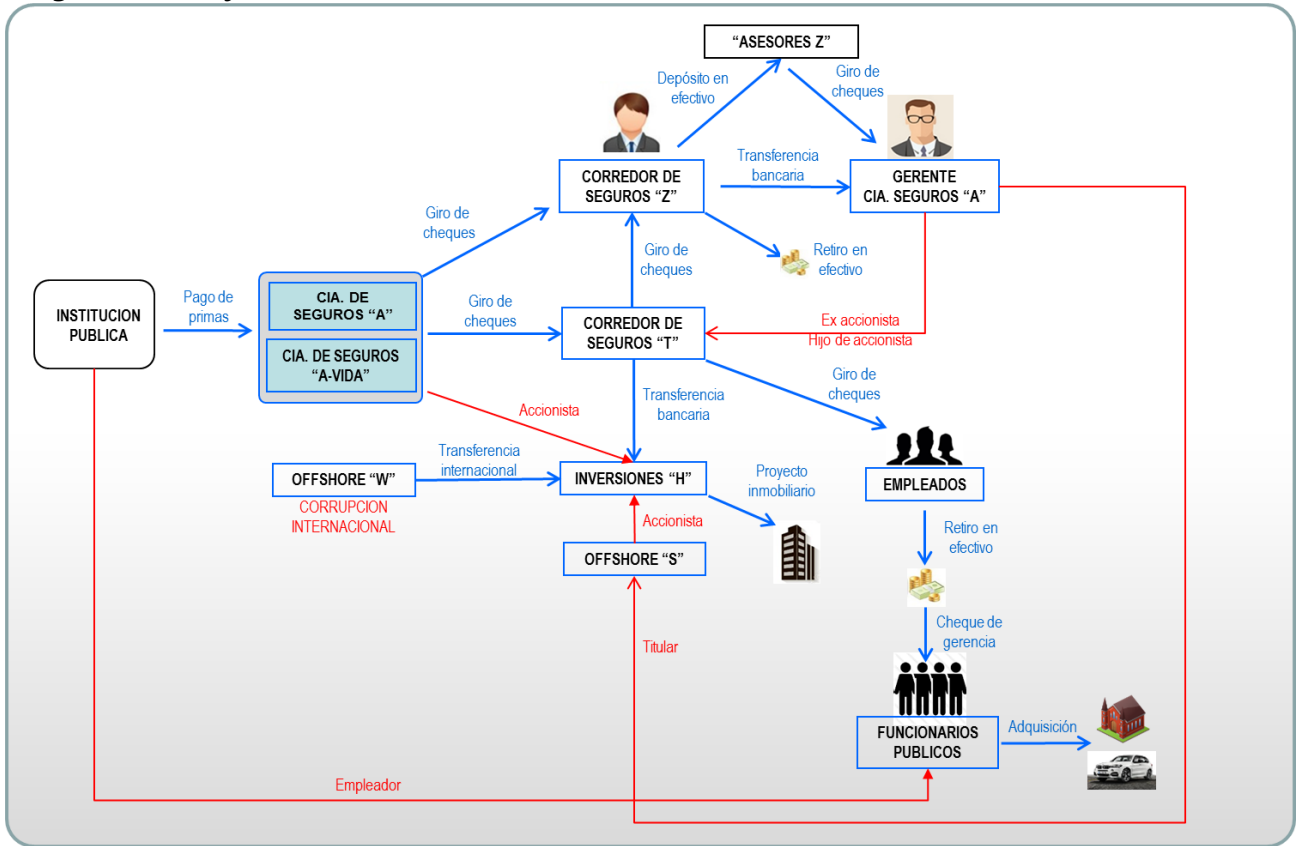 “ASESORES Z”
Depósito en
efectivo
Giro de
cheques
CORREDOR DE
SEGUROS “Z”
Transferencia
bancaria
GERENTE
CIA. SEGUROS “A”
Giro de
cheques
Giro de
cheques
Retiro en
efectivo
INSTITUCION
PUBLICA
Pago de
primas
CIA. DE
SEGUROS “A”
CIA. DE SEGUROS
“A-VIDA”
Giro de
cheques
CORREDOR DE
SEGUROS “T”
Ex accionista
Hijo de accionista
Giro de
cheques
Accionista
Transferencia
bancaria
OFFSHORE “W”
CORRUPCION
INTERNACIONAL
Transferencia
internacional
INVERSIONES “H”
Proyecto
inmobiliario
EMPLEADOS
Accionista
OFFSHORE “S”
Retiro en
efectivo
Titular
Cheque de
gerencia
FUNCIONARIOS
PUBLICOS
Adquisición
Empleador